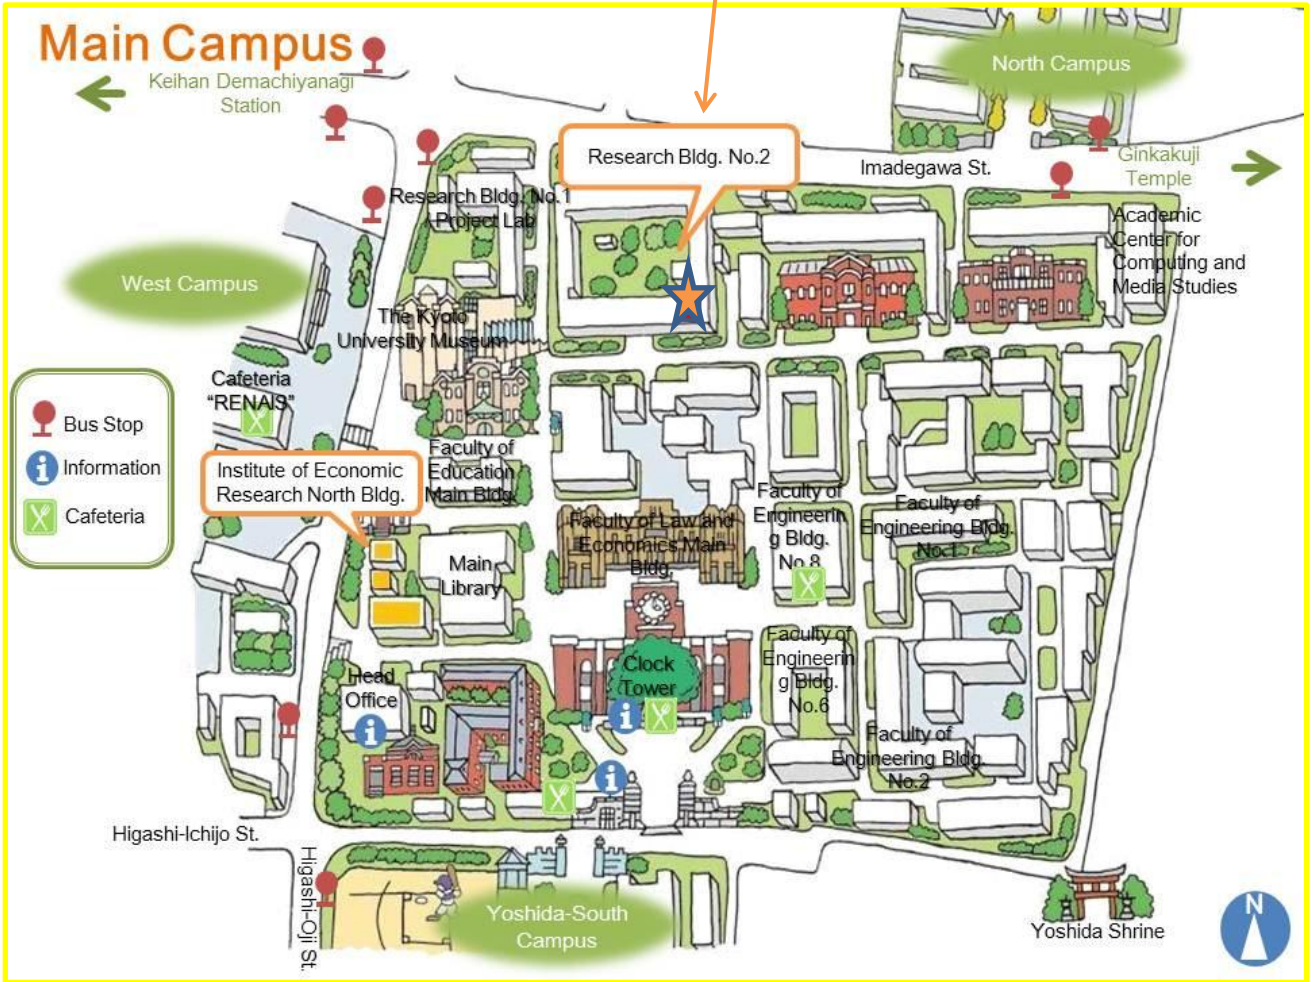 Main Campus
Keihan Demachiyanagi
Station
North Campus
Research Bldg. No.2
Imadegawa St.
Ginkakuji
Temple
Research Bldg. No.1
Project Lab
Academic
Center for
Computing and
Media Studies
West Campus
The Kyoto
University Museum
Cafeteria
"RENAIS"
Bus Stop
Information
Cafeteria
Institute of Economic
Research North Bldg.
Faculty of
Education
Main Bldg.
Faculty of Law and
Economics Main
Bldg.
Faculty of
Engineerin
g Bldg.
No.8
Faculty of
Engineering Bldg.
No.1
Main
Library
Head
Office
Clock
Tower
Faculty of
Engineerin
g Bldg.
No.6
Faculty of
Engineering Bldg.
No.2
Higashi-Ichijo St.
Higashi-Oji St.
Yoshida-South
Campus
Yoshida Shrine
N